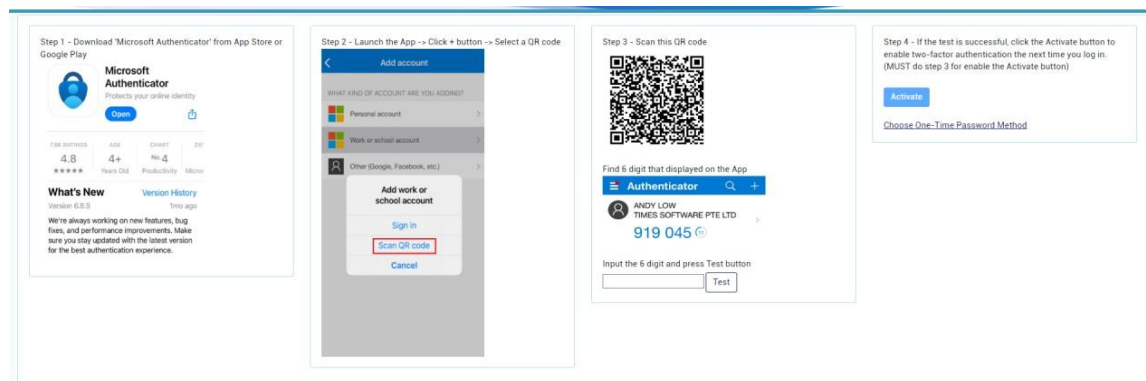 Step 1 - Download 'Microsoft Authenticator' from App Store or
Google Play
Microsoft
Authenticator
Protects your online identity
Open
7.8K RATINGS
AGE
CHART
4.8
4+
No.4
Years Old
Productivity
Micros
What's New
Version History
Version 6.8.9
1mo ago
We're always working on new features, bug
fixes, and performance improvements. Make
sure you stay updated with the latest version
for the best authentication experience.
Step 2 - Launch the App -> Click + button -> Select a QR code
Add account
WHAT KIND OF ACCOUNT ARE YOU ADDING?
Personal account
Work or school account
Other (Google, Facebook, etc.)
Add work or
school account
Sign in
Scan QR code
Cancel
Step 3 - Scan this QR code
Find 6 digit that displayed on the App
Authenticator
ANDY LOW
TIMES SOFTWARE PTE LTD
919 045
Input the 6 digit and press Test button
Test
Step 4 - If the test is successful, click the Activate button to
enable two-factor authentication the next time you log in.
(MUST do step 3 for enable the Activate button)
Activate
Choose One-Time Password Method